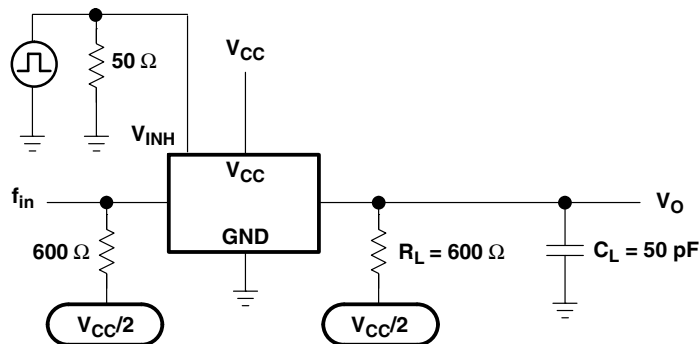 50 Ω
V_CC
V_INH
V_CC
f_in
V_O
GND
600 Ω
R_L = 600 Ω
C_L = 50 pF
V_CC/2
V_CC/2